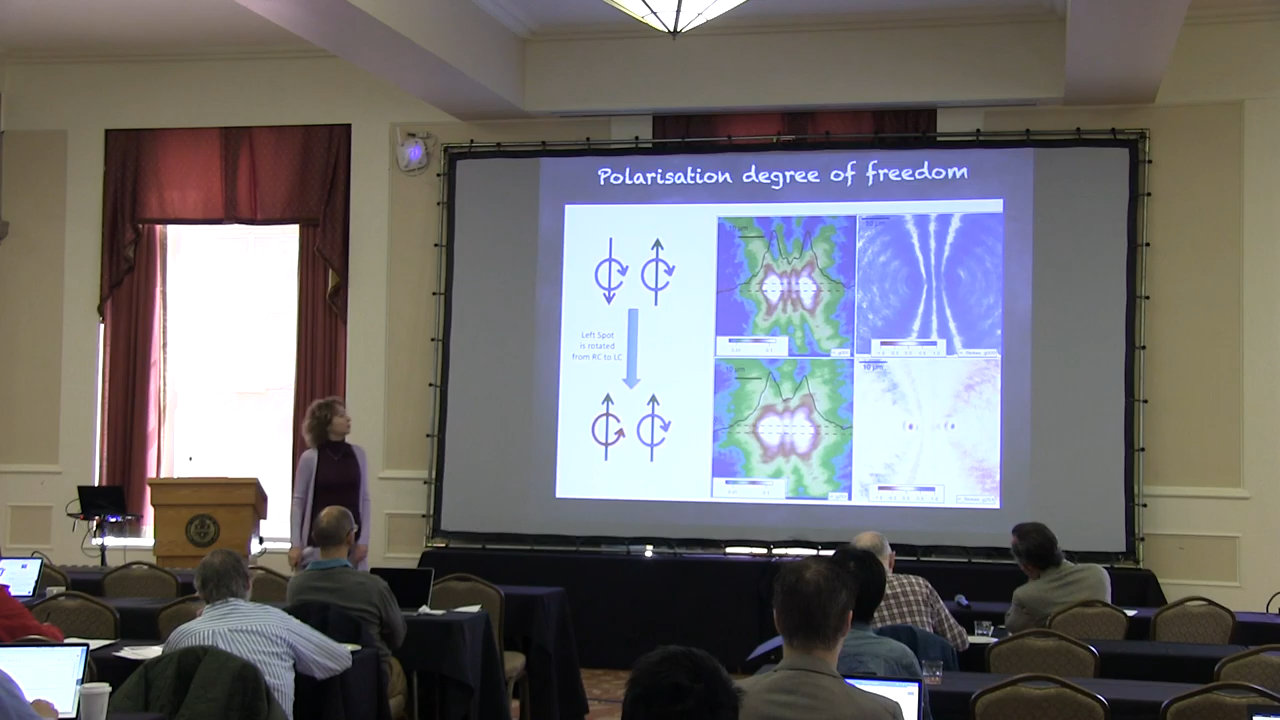 Polarisation degree of freedom
Left Spot
is rotated
from RC to LC
10 μm
10 μm
10 μm
10 μm